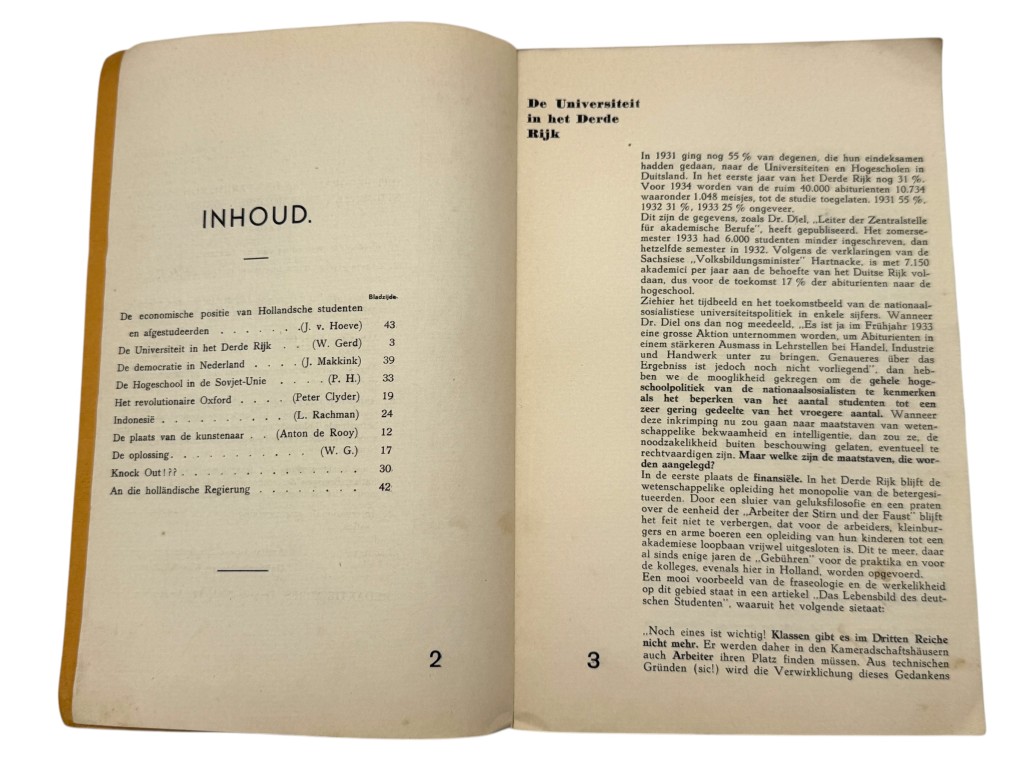 INHOUD.
Bladzijde.
De economische positie van Hollandsche studenten
en afgestudeerden . . . . . . .(J. v. Hoeve) 43
De Universiteit in het Derde Rijk . . (W. Gerd) 3
De democratie in Nederland . . . (J. Makkink) 39
De Hogeschool in de Sovjet-Unie . . . . (P. H.) 33
Het revolutionaire Oxford . . . . (Peter Clyder) 19
Indonesië . . . . . . . . . . (L. Rachman) 24
De plaats van de kunstenaar . . (Anton de Rooy) 12
De oplossing. . . . . . . . . . . (W. G.) 17
Knock Out!?? . . . . . . . . . . . . . 30
An die holländische Regierung . . . . . . . . 42
2
De Universiteit
in het Derde
Rijk
In 1931 ging nog 55 % van degenen, die hun eindeksamen
hadden gedaan, naar de Universiteiten en Hogescholen in
Duitsland. In het eerste jaar van het Derde Rijk nog 31 %.
Voor 1934 worden van de ruim 40.000 abiturienten 10.734
waaronder 1.048 meisjes, tot de studie toegelaten. 1931 55 %,
1932 31 %, 1933 25 % ongeveer.
Dit zijn de gegevens, zoals Dr. Diel, „Leiter der Zentralstelle
für akademische Berufe", heeft gepubliseerd. Het zomerse-
mester 1933 had 6.000 studenten minder ingeschreven, dan
hetzelfde semester in 1932. Volgens de verklaringen van de
Sachsiese „Volksbildungsminister" Hartnacke, is met 7.150
akademici per jaar aan de behoefte van het Duitse Rijk vol-
daan, dus voor de toekomst 17 % der abiturienten naar de
hogeschool.
Ziehier het tijdbeeld en het toekomstbeeld van de nationaal-
sosialistiese universiteitspolitiek in enkele sijfers. Wanneer
Dr. Diel ons dan nog meedeeld, „Es ist ja im Frühjahr 1933
eine grosse Aktion unternommen worden, um Abiturienten in
einem stärkeren Ausmass in Lehrstellen bei Handel, Industrie
und Handwerk unter zu bringen. Genaueres über das
Ergebniss ist jedoch noch nicht vorliegend", dan heb-
ben we de mooglikheid gekregen om de gehele hoge-
schoolpolitiek van de nationaalsosialisten te kenmerken
als het beperken van het aantal studenten tot een
zeer gering gedeelte van het vroegere aantal. Wanneer
deze inkrimping nu zou gaan naar maatstaven van weten-
schappelike bekwaamheid en intelligentie, dan zou ze, de
noodzakelikheid buiten beschouwing gelaten, eventueel te
rechtvaardigen zijn. Maar welke zijn de maatstaven, die wor-
den aangelegd?
In de eerste plaats de finansiële. In het Derde Rijk blijft de
wetenschappelike opleiding het monopolie van de betergesi-
tueerden. Door een sluier van geluksfilosofie en een praten
over de eenheid der „Arbeiter der Stirn und der Faust" blijft
het feit niet te verbergen, dat voor de arbeiders, kleinbur-
gers en arme boeren een opleiding van hun kinderen tot een
akademiese loopbaan vrijwel uitgesloten is. Dit te meer, daar
al sinds enige jaren de „Gebühren" voor de praktika en voor
de kolleges, evenals hier in Holland, worden opgevoerd.
Een mooi voorbeeld van de fraseologie en de werkelikheid
op dit gebied staat in een artiekel „Das Lebensbild des deut-
schen Studenten", waaruit het volgende sietaat:
„Noch eines ist wichtig! Klassen gibt es im Dritten Reiche
nicht mehr. Er werden daher in den Kameradschaftshäusern
auch Arbeiter ihren Platz finden müssen. Aus technischen
Gründen (sic!) wird die Verwirklichung dieses Gedankens
3